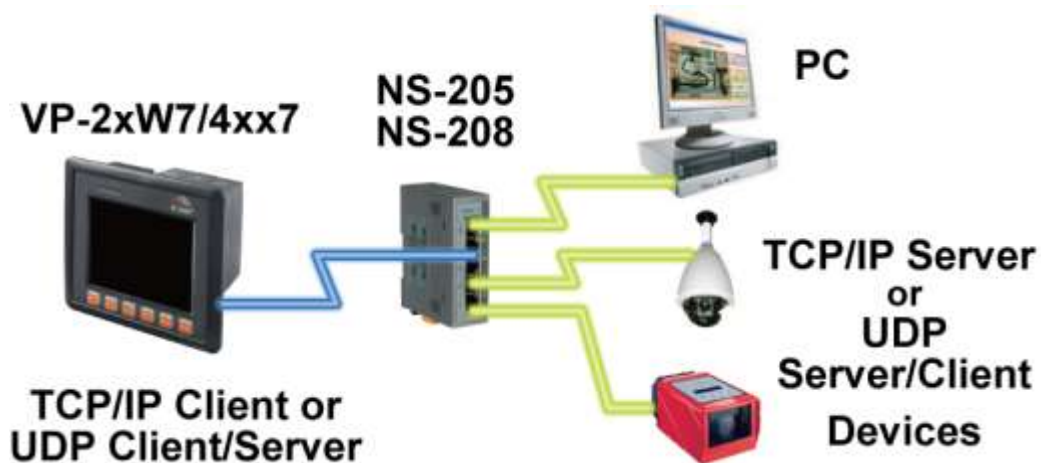 VP-2xW7/4xx7
NS-205
NS-208
PC
TCP/IP Server
or
UDP
Server/Client
Devices
TCP/IP Client or
UDP Client/Server